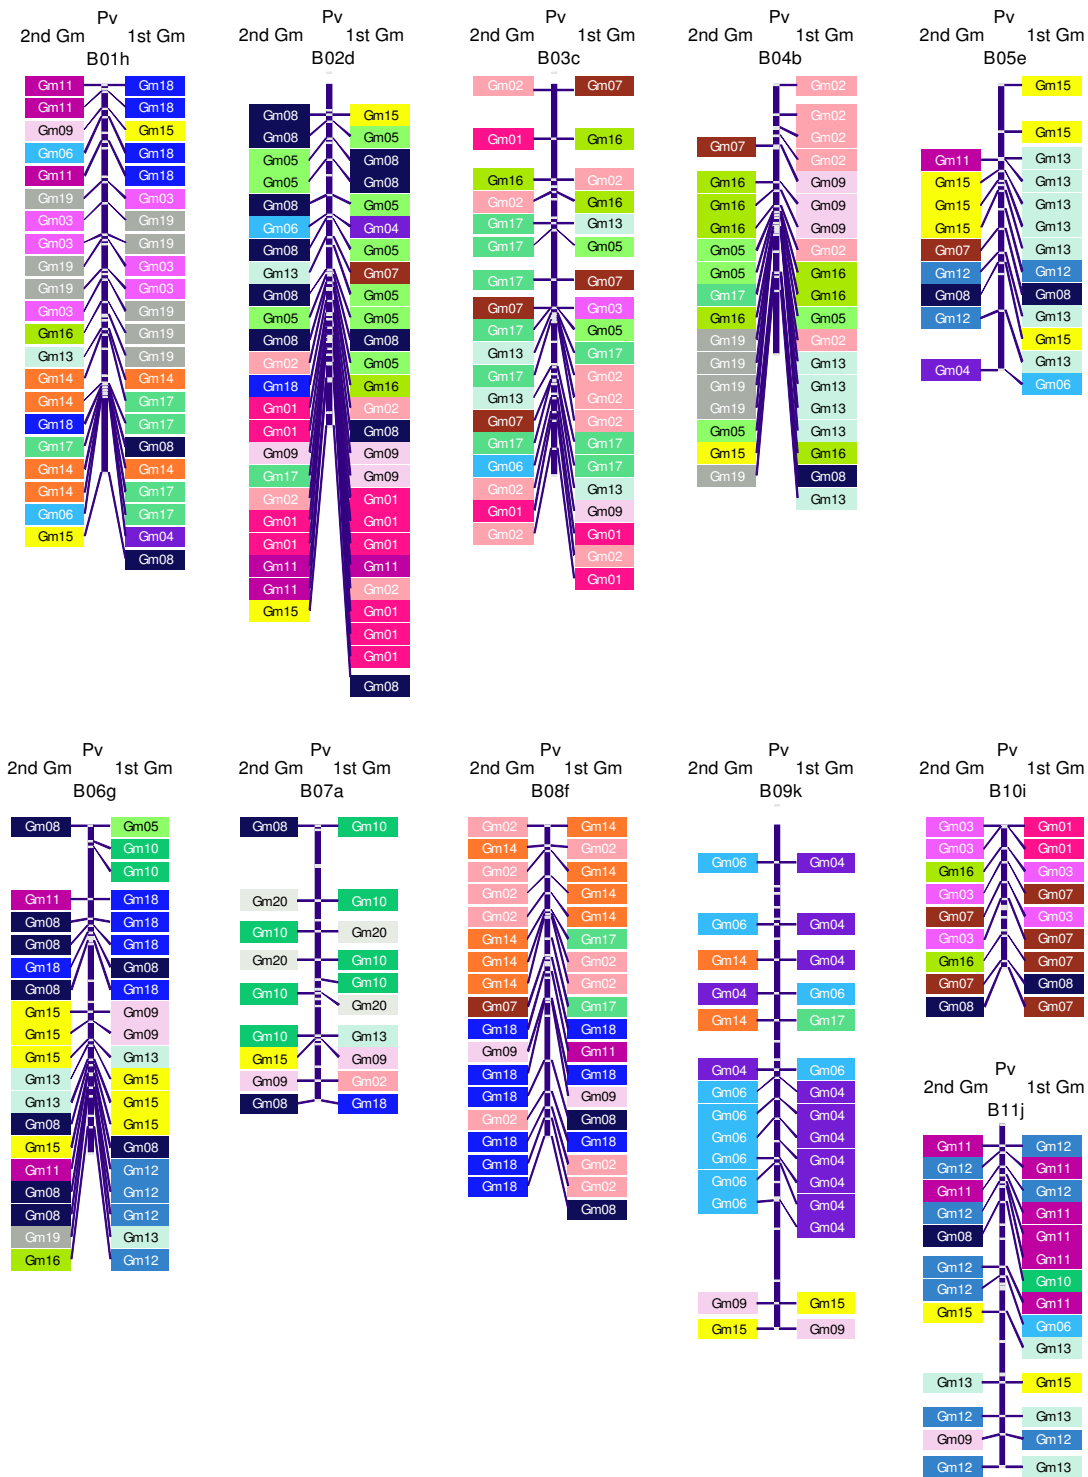 Pv
2nd Gm 1st Gm
B01h
Gm11 Gm18
Gm11 Gm18
Gm09 Gm15
Gm06 Gm18
Gm11 Gm18
Gm19 Gm03
Gm03 Gm19
Gm03 Gm19
Gm19 Gm03
Gm19 Gm03
Gm03 Gm19
Gm16 Gm19
Gm13 Gm19
Gm14 Gm14
Gm14 Gm17
Gm18 Gm17
Gm17 Gm08
Gm14 Gm14
Gm14 Gm17
Gm06 Gm17
Gm15 Gm04
Gm08
Pv
2nd Gm 1st Gm
B02d
Gm08 Gm15
Gm08 Gm05
Gm05 Gm08
Gm05 Gm08
Gm08 Gm05
Gm06 Gm04
Gm08 Gm05
Gm13 Gm07
Gm08 Gm05
Gm05 Gm05
Gm08 Gm08
Gm02 Gm05
Gm18 Gm16
Gm01 Gm02
Gm01 Gm08
Gm09 Gm09
Gm17 Gm09
Gm02 Gm01
Gm01 Gm01
Gm01 Gm01
Gm11 Gm11
Gm11 Gm02
Gm15 Gm01
Gm01
Gm01
Gm08
Pv
2nd Gm 1st Gm
B03c
Gm02 Gm07
Gm01 Gm16
Gm16 Gm02
Gm02 Gm16
Gm17 Gm13
Gm17 Gm05
Gm17 Gm07
Gm07 Gm03
Gm17 Gm05
Gm13 Gm17
Gm17 Gm02
Gm13 Gm02
Gm07 Gm02
Gm17 Gm17
Gm06 Gm13
Gm02 Gm09
Gm01 Gm01
Gm02 Gm02
Gm01
Pv
2nd Gm 1st Gm
B04b
Gm02
Gm02
Gm02
Gm07 Gm02
Gm16 Gm09
Gm16 Gm09
Gm16 Gm09
Gm05 Gm02
Gm05 Gm16
Gm17 Gm16
Gm16 Gm05
Gm19 Gm02
Gm19 Gm13
Gm19 Gm13
Gm19 Gm13
Gm05 Gm13
Gm15 Gm16
Gm19 Gm08
Gm13
Pv
2nd Gm 1st Gm
B05e
Gm15
Gm15
Gm11 Gm13
Gm15 Gm13
Gm15 Gm13
Gm15 Gm13
Gm07 Gm13
Gm12 Gm12
Gm08 Gm08
Gm12 Gm13
Gm15
Gm04 Gm13
Gm06
Pv
2nd Gm 1st Gm
B06g
Gm08 Gm05
Gm10
Gm10
Gm11 Gm18
Gm08 Gm18
Gm08 Gm18
Gm18 Gm08
Gm08 Gm18
Gm15 Gm09
Gm15 Gm09
Gm15 Gm13
Gm13 Gm15
Gm13 Gm15
Gm08 Gm15
Gm15 Gm08
Gm11 Gm12
Gm08 Gm12
Gm08 Gm12
Gm19 Gm13
Gm16 Gm12
Pv
2nd Gm 1st Gm
B07a
Gm08 Gm10
Gm20 Gm10
Gm10 Gm20
Gm20 Gm10
Gm10
Gm10 Gm20
Gm10 Gm13
Gm15 Gm09
Gm09 Gm02
Gm08 Gm18
Pv
2nd Gm 1st Gm
B08f
Gm02 Gm14
Gm14 Gm02
Gm02 Gm14
Gm02 Gm14
Gm02 Gm14
Gm14 Gm17
Gm14 Gm02
Gm14 Gm02
Gm07 Gm17
Gm18 Gm18
Gm09 Gm11
Gm18 Gm18
Gm18 Gm09
Gm02 Gm08
Gm18 Gm18
Gm18 Gm02
Gm18 Gm02
Gm08
Pv
2nd Gm 1st Gm
B09k
Gm06 Gm04
Gm06 Gm04
Gm14 Gm04
Gm04 Gm06
Gm14 Gm17
Gm04 Gm06
Gm06 Gm04
Gm06 Gm04
Gm06 Gm04
Gm06 Gm04
Gm06 Gm04
Gm06 Gm04
Gm04
Gm09 Gm15
Gm15 Gm09
Pv
2nd Gm 1st Gm
B10i
Gm03 Gm01
Gm03 Gm01
Gm16 Gm03
Gm03 Gm07
Gm07 Gm03
Gm03 Gm07
Gm16 Gm07
Gm07 Gm08
Gm08 Gm07
Pv
2nd Gm 1st Gm
B11j
Gm11 Gm12
Gm12 Gm11
Gm11 Gm12
Gm12 Gm11
Gm08 Gm11
Gm11
Gm12 Gm10
Gm12 Gm11
Gm15 Gm06
Gm13
Gm13 Gm15
Gm12 Gm13
Gm09 Gm12
Gm12 Gm13